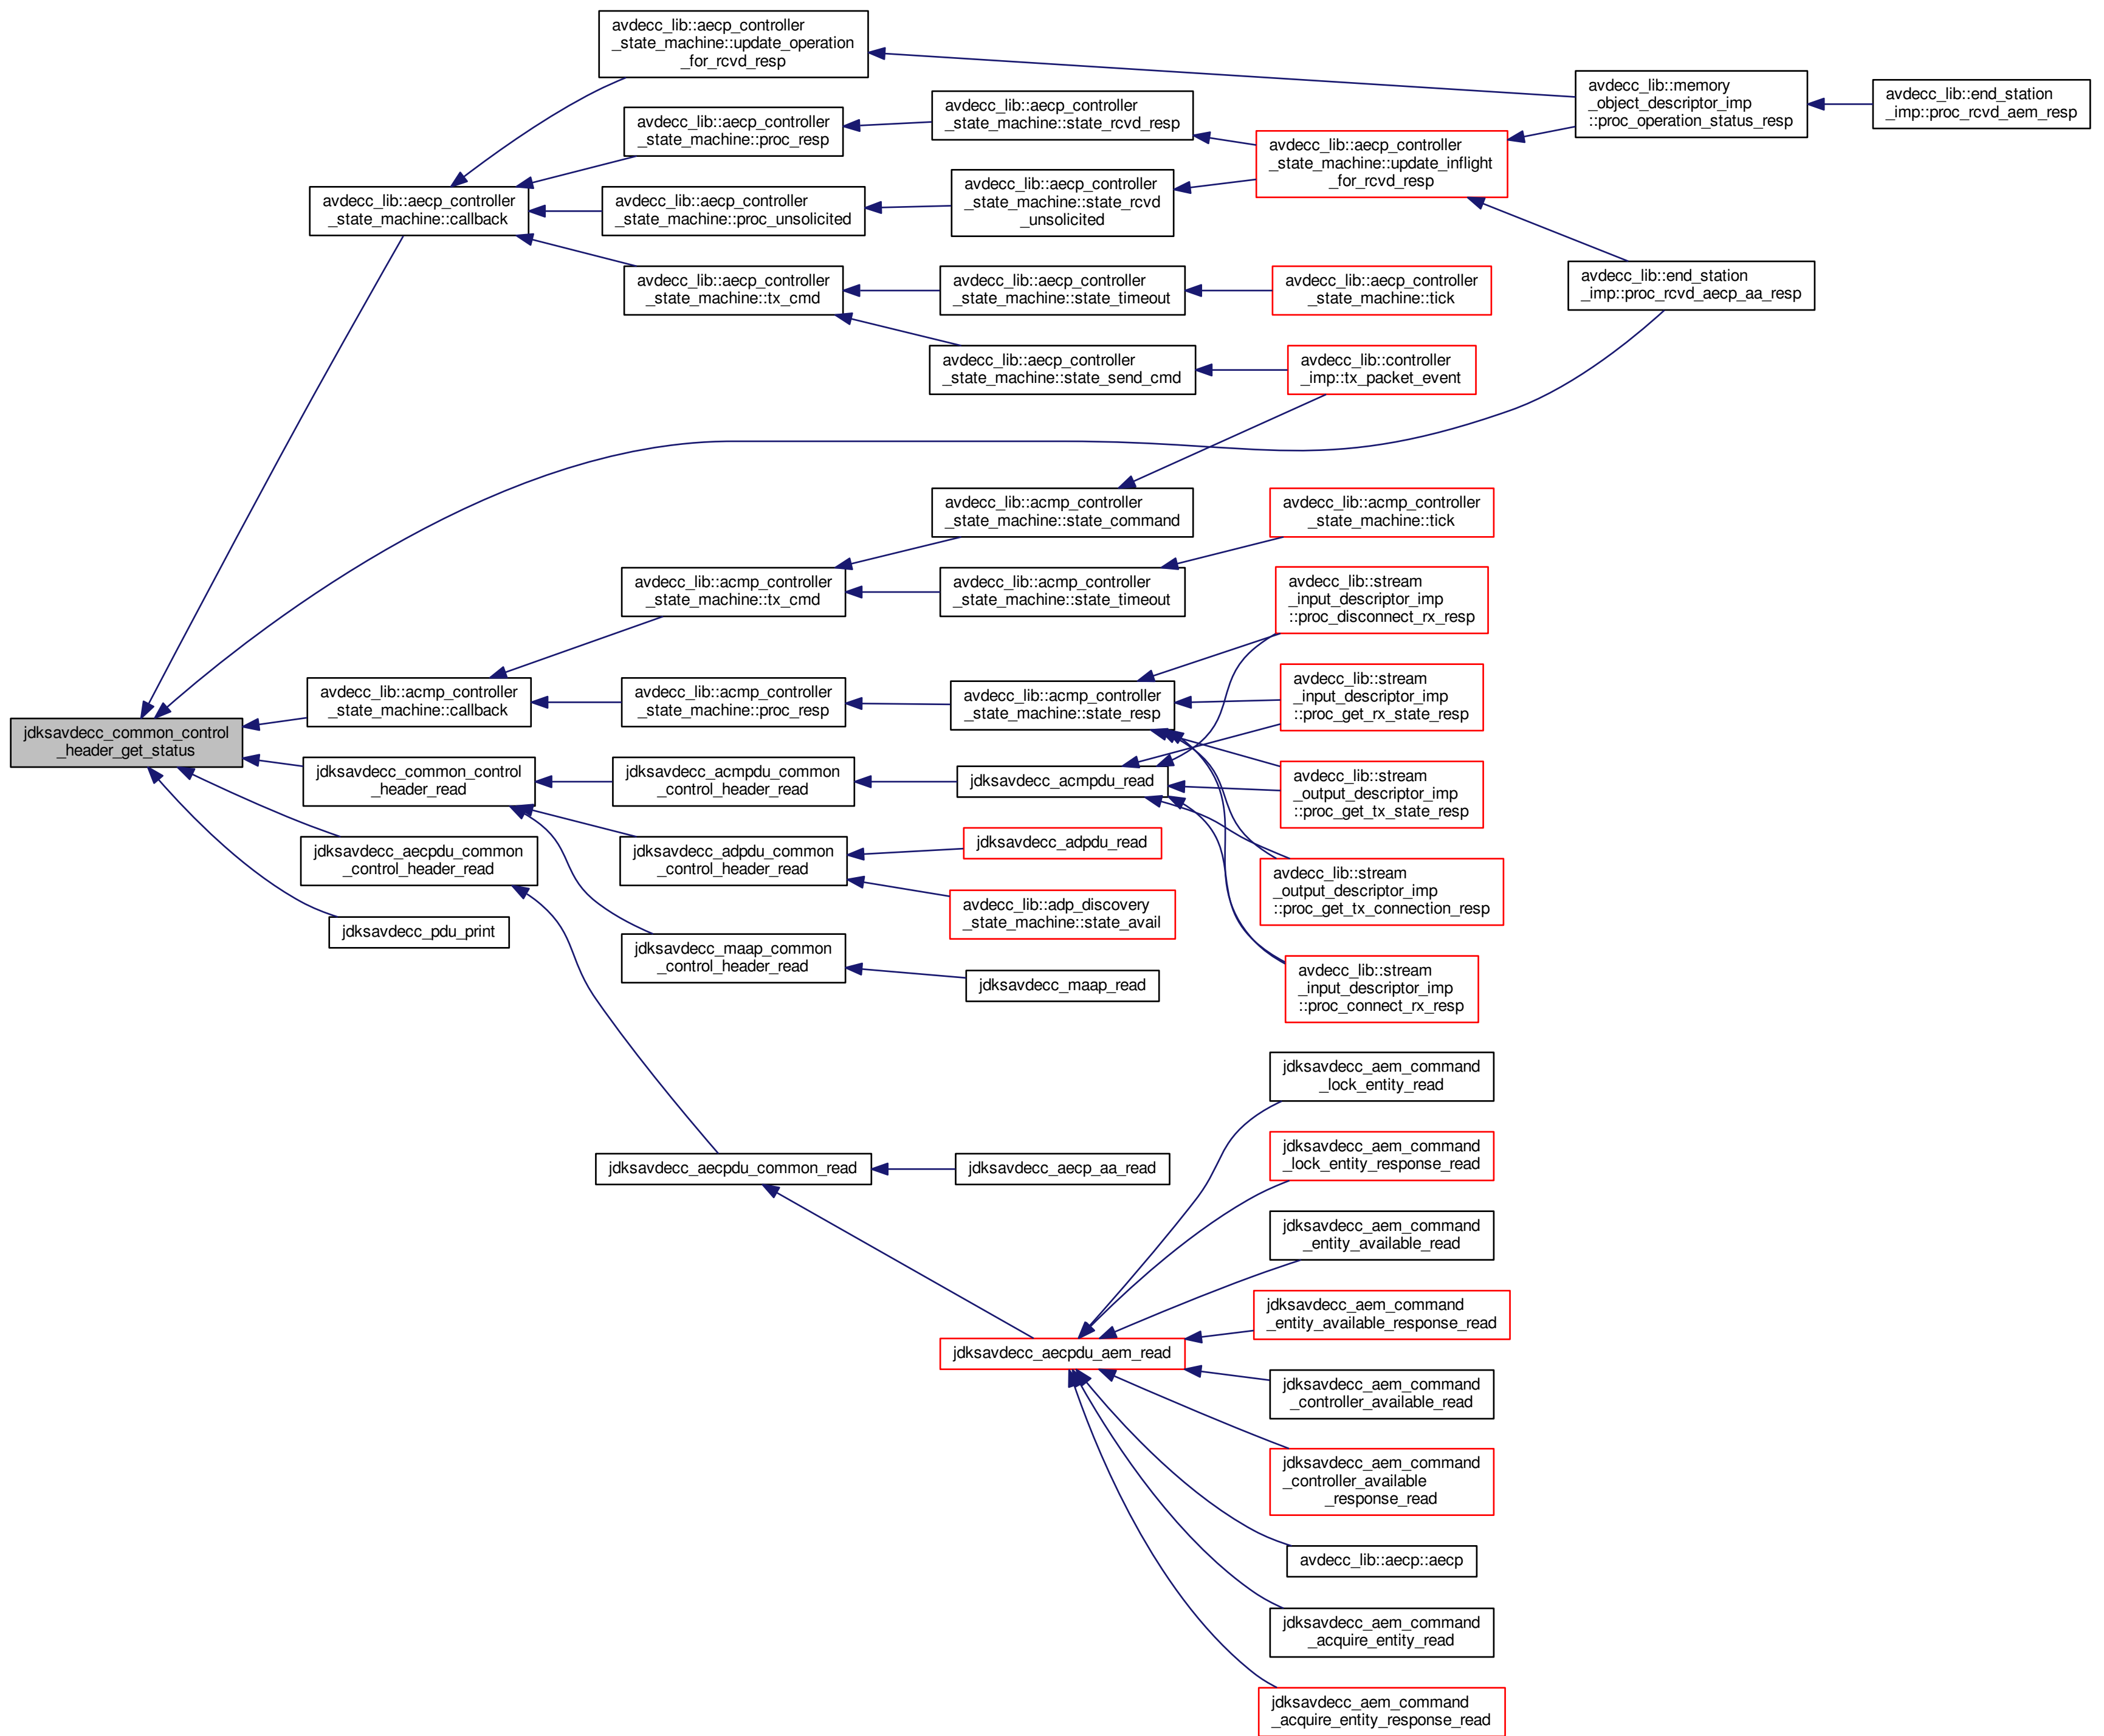 avdecc_lib::aecp_controller
_state_machine::update_operation
_for_rcvd_resp
avdecc_lib::memory
_object_descriptor_imp
::proc_operation_status_resp
avdecc_lib::end_station
_imp::proc_rcvd_aem_resp
avdecc_lib::aecp_controller
_state_machine::proc_resp
avdecc_lib::aecp_controller
_state_machine::state_rcvd_resp
avdecc_lib::aecp_controller
_state_machine::update_inflight
_for_rcvd_resp
avdecc_lib::aecp_controller
_state_machine::callback
avdecc_lib::aecp_controller
_state_machine::proc_unsolicited
avdecc_lib::aecp_controller
_state_machine::state_rcvd
_unsolicited
avdecc_lib::end_station
_imp::proc_rcvd_aecp_aa_resp
avdecc_lib::aecp_controller
_state_machine::tx_cmd
avdecc_lib::aecp_controller
_state_machine::state_timeout
avdecc_lib::aecp_controller
_state_machine::tick
avdecc_lib::aecp_controller
_state_machine::state_send_cmd
avdecc_lib::controller
_imp::tx_packet_event
avdecc_lib::acmp_controller
_state_machine::state_command
avdecc_lib::acmp_controller
_state_machine::tick
avdecc_lib::acmp_controller
_state_machine::tx_cmd
avdecc_lib::acmp_controller
_state_machine::state_timeout
avdecc_lib::stream
_input_descriptor_imp
::proc_disconnect_rx_resp
avdecc_lib::acmp_controller
_state_machine::callback
avdecc_lib::acmp_controller
_state_machine::proc_resp
avdecc_lib::acmp_controller
_state_machine::state_resp
avdecc_lib::stream
_input_descriptor_imp
::proc_get_rx_state_resp
jdksavdecc_common_control
_header_get_status
jdksavdecc_common_control
_header_read
jdksavdecc_acmpdu_common
_control_header_read
jdksavdecc_acmpdu_read
avdecc_lib::stream
_output_descriptor_imp
::proc_get_tx_state_resp
jdksavdecc_aecpdu_common
_control_header_read
jdksavdecc_adpdu_common
_control_header_read
jdksavdecc_adpdu_read
avdecc_lib::stream
_output_descriptor_imp
::proc_get_tx_connection_resp
avdecc_lib::adp_discovery
_state_machine::state_avail
jdksavdecc_pdu_print
jdksavdecc_maap_common
_control_header_read
jdksavdecc_maap_read
avdecc_lib::stream
_input_descriptor_imp
::proc_connect_rx_resp
jdksavdecc_aem_command
_lock_entity_read
jdksavdecc_aecpdu_common_read
jdksavdecc_aecp_aa_read
jdksavdecc_aem_command
_lock_entity_response_read
jdksavdecc_aem_command
_entity_available_read
jdksavdecc_aem_command
_entity_available_response_read
jdksavdecc_aecpdu_aem_read
jdksavdecc_aem_command
_controller_available_read
jdksavdecc_aem_command
_controller_available
_response_read
avdecc_lib::aecp::aecp
jdksavdecc_aem_command
_acquire_entity_read
jdksavdecc_aem_command
_acquire_entity_response_read